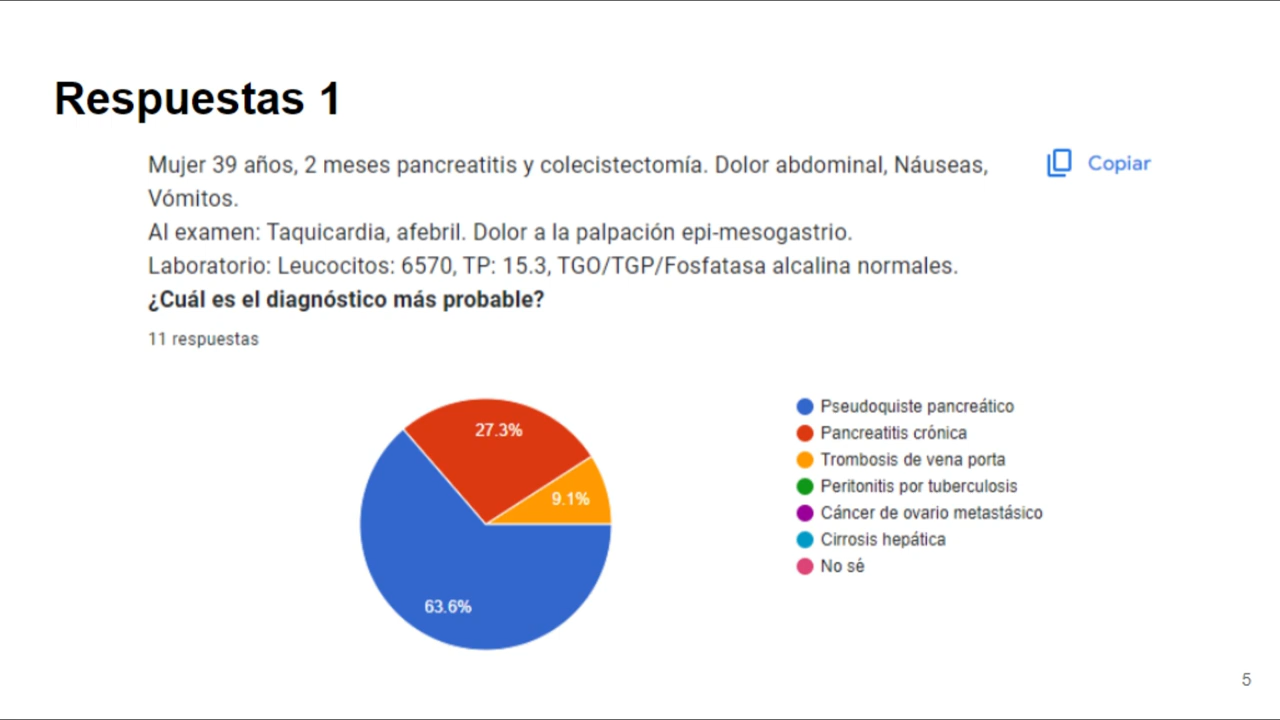 Respuestas 1
Mujer 39 años, 2 meses pancreatitis y colecistectomía. Dolor abdominal, Náuseas,
Vómitos.
Al examen: Taquicardia, afebril. Dolor a la palpación epi-mesogastrio.
Laboratorio: Leucocitos: 6570, TP: 15.3, TGO/TGP/Fosfatasa alcalina normales.
¿Cuál es el diagnóstico más probable?
11 respuestas
Copiar
27.3%
9.1%
63.6%
Pseudoquiste pancreático
Pancreatitis crónica
Trombosis de vena porta
Peritonitis por tuberculosis
Cáncer de ovario metastásico
Cirrosis hepática
No sé
5